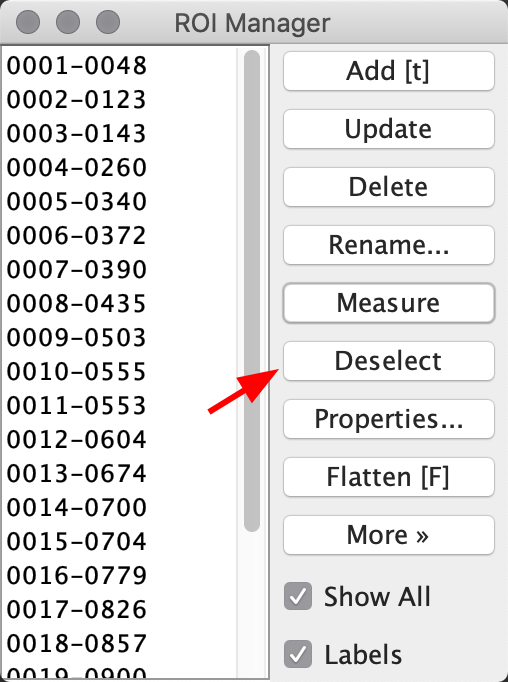 ROI Manager
0001-0048
0002-0123
0003-0143
0004-0260
0005-0340
0006-0372
0007-0390
0008-0435
0009-0503
0010-0555
0011-0553
0012-0604
0013-0674
0014-0700
0015-0704
0016-0779
0017-0826
0018-0857
0019-0900
Add [t]
Update
Delete
Rename...
Measure
Deselect
Properties...
Flatten [F]
More »
Show All
Labels